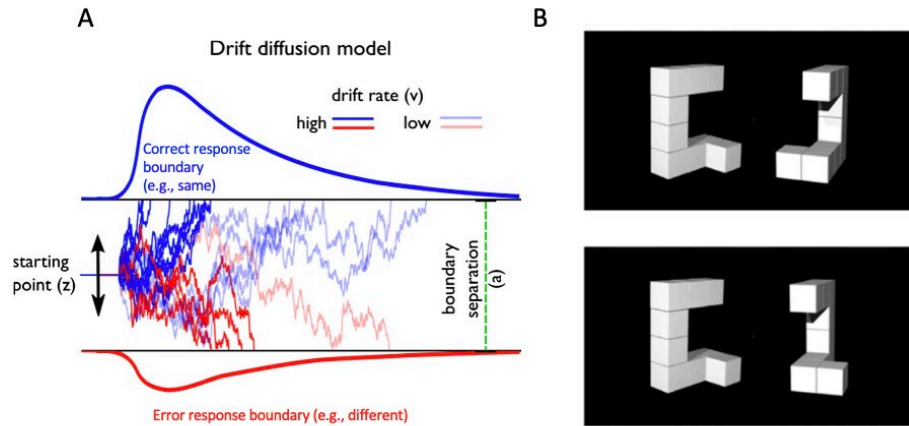 A
B
Drift diffusion model
drift rate (v)
high
low
Correct response
boundary
(e.g., same)
starting
point (z)
boundary
separation
(a)
Error response boundary (e.g., different)